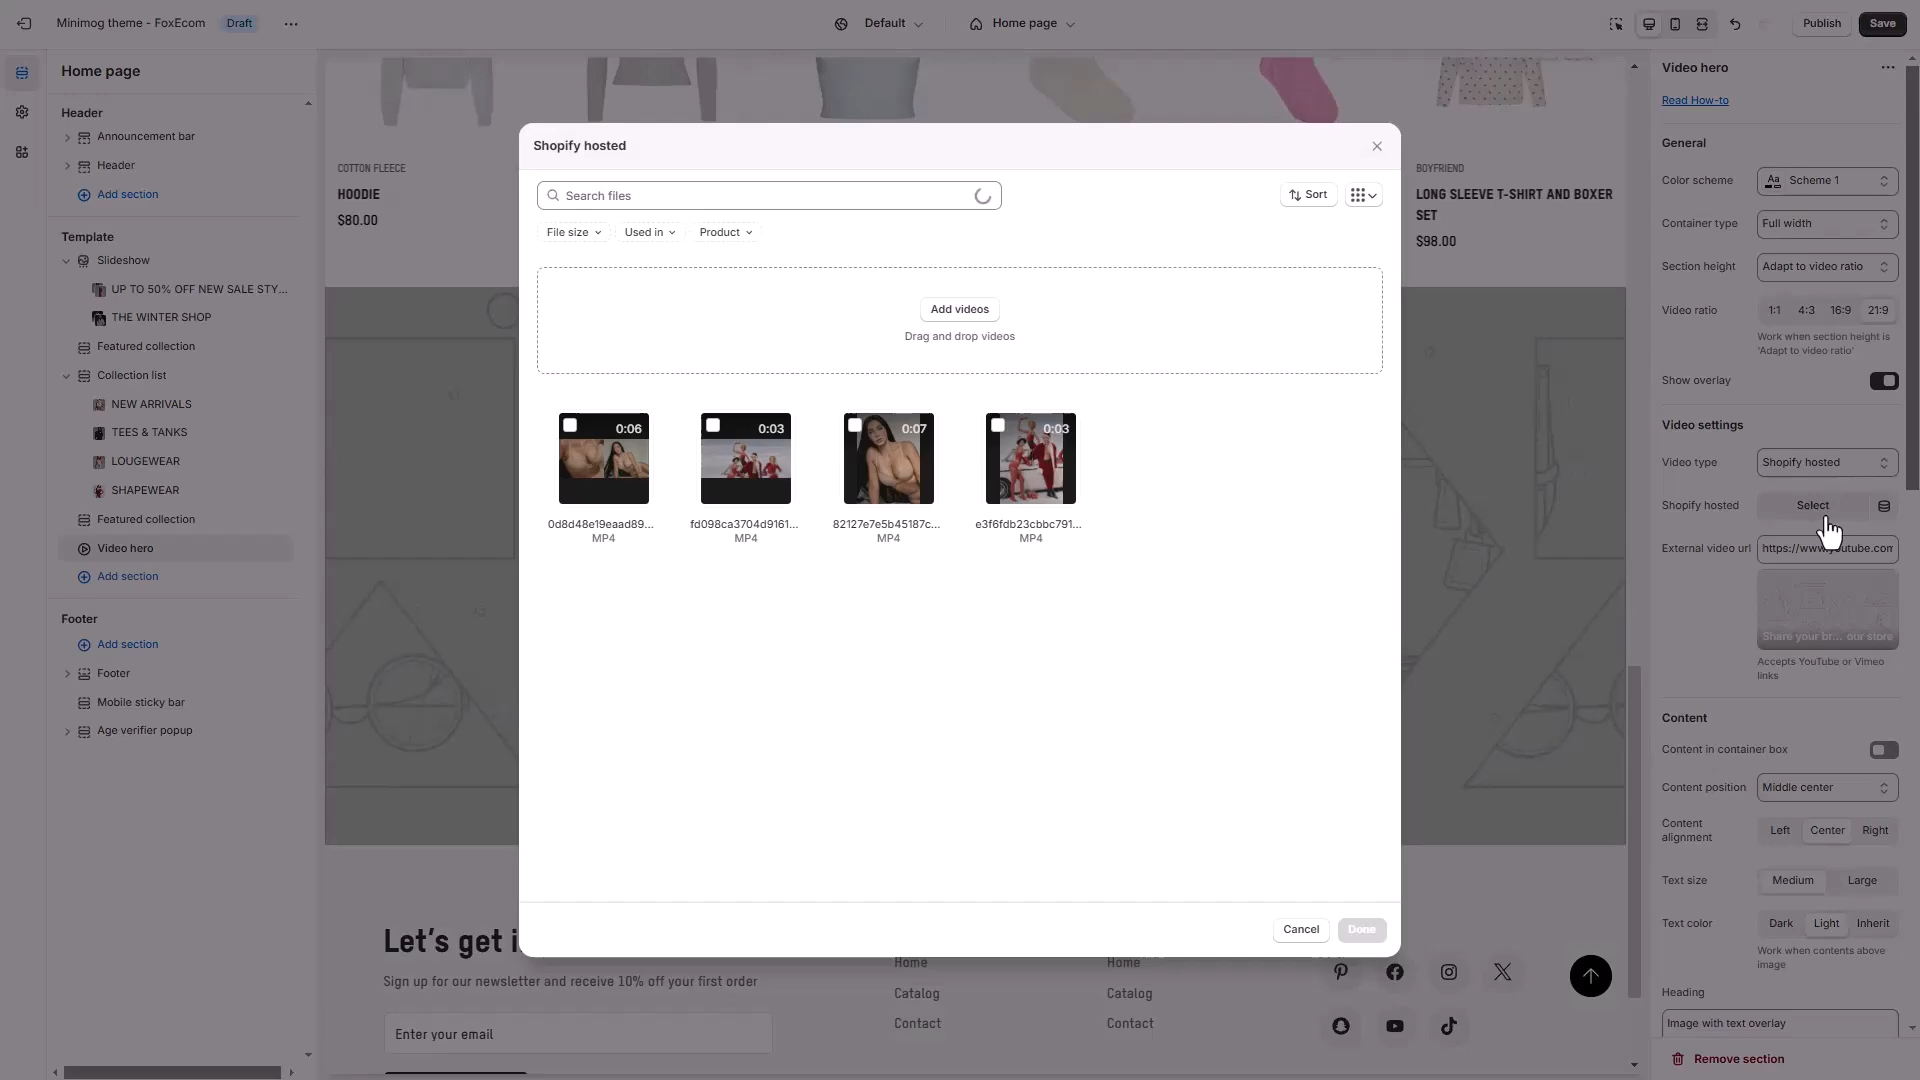 Minimog theme - FoxEcom
Draft
Default
Home page
Publish
Save
Home page
Header
Announcement bar
Header
Add section
Template
Slideshow
UP TO 50% OFF NEW SALE STY...
THE WINTER SHOP
Featured collection
Collection list
NEW ARRIVALS
TEES & TANKS
LOUGEWEAR
SHAPEWEAR
Featured collection
Video hero
Add section
Footer
Add section
Footer
Mobile sticky bar
Age verifier popup
COTTON FLEECE
HOODIE
$80.00
BOYFRIEND
LONG SLEEVE T-SHIRT AND BOXER
SET
$98.00
Shopify hosted
Search files
Sort
File size
Used in
Product
Add videos
Drag and drop videos
0:06
0:03
0:07
0:03
0d8d48e19eaad89...
MP4
fd098ca3704d9161...
MP4
82127e7e5b45187c...
MP4
e3f6fdb23cbbc791...
MP4
Cancel
Done
Let's get i
Sign up for our newsletter and receive 10% off your first order
Enter your email
Home
Catalog
Contact
Home
Catalog
Contact
Video hero
Read How-to
General
Color scheme
Aa
Scheme 1
Container type
Full width
Section height
Adapt to video ratio
Video ratio
1:1
4:3
16:9
21:9
Work when section height is
'Adapt to video ratio'
Show overlay
Video settings
Video type
Shopify hosted
Shopify hosted
Select
External video url
https://www.youtube.com
Share your br... our store
Accepts YouTube or Vimeo
links
Content
Content in container box
Content position
Middle center
Content
alignment
Left
Center
Right
Text size
Medium
Large
Text color
Dark
Light
Inherit
Work when contents above
image
Heading
Image with text overlay
Remove section